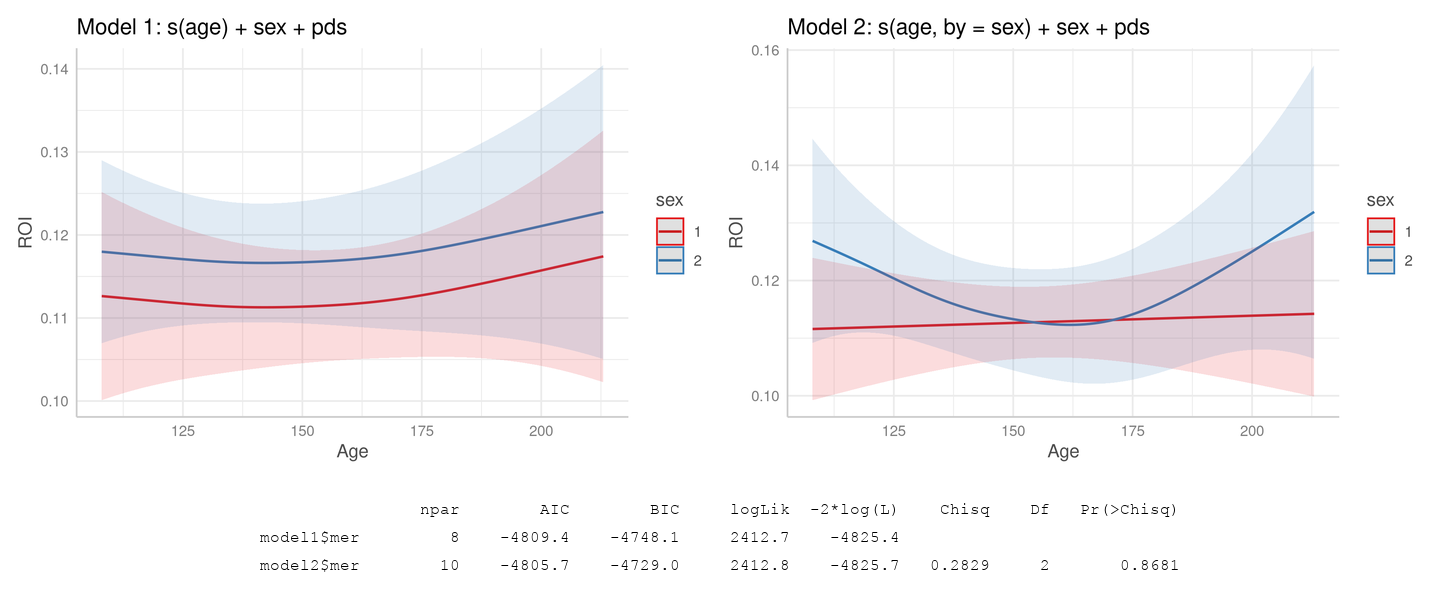 Model 1: s(age) + sex + pds
0.14
0.13
0.12
0.11
0.10
ROI
125 150 175 200
Age
sex
1
2
Model 2: s(age, by = sex) + sex + pds
0.16
0.14
0.12
0.10
ROI
125 150 175 200
Age
sex
1
2
npar AIC BIC logLik -2*log(L) Chisq Df Pr(>Chisq)
model1$mer 8 -4809.4 -4748.1 2412.7 -4825.4
model2$mer 10 -4805.7 -4729.0 2412.8 -4825.7 0.2829 2 0.8681